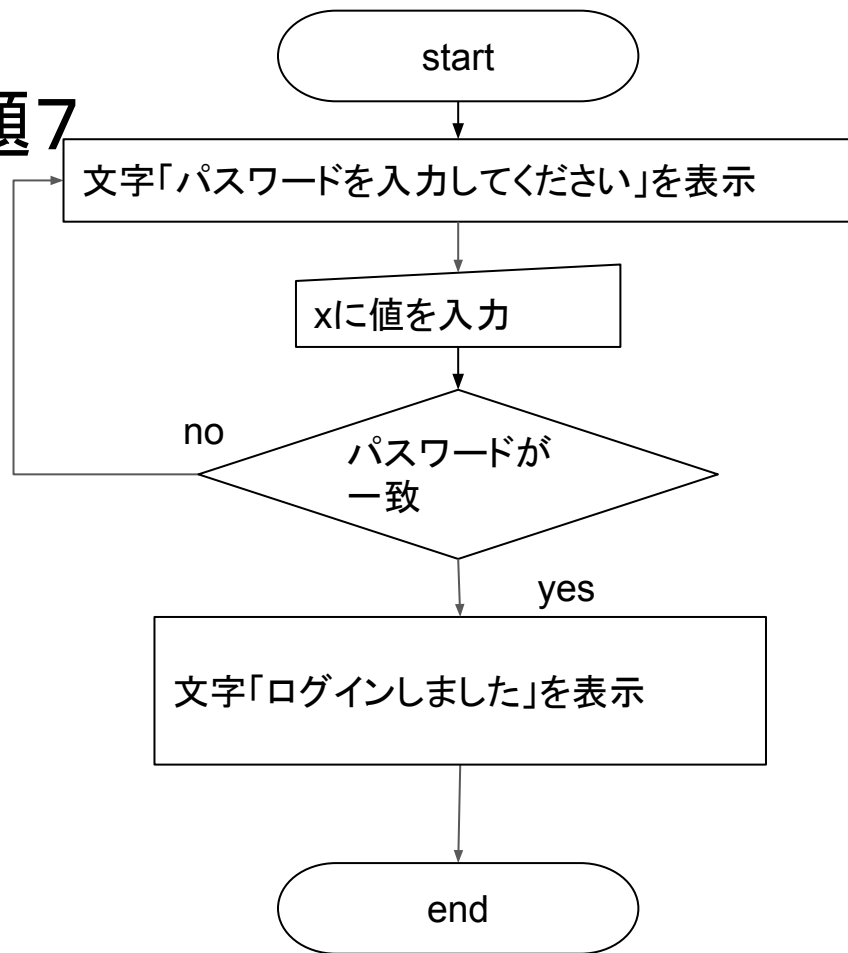 start
題7
文字「パスワードを入力してください」を表示
xに値を入力
no
パスワードが
一致
yes
文字「ログインしました」を表示
end